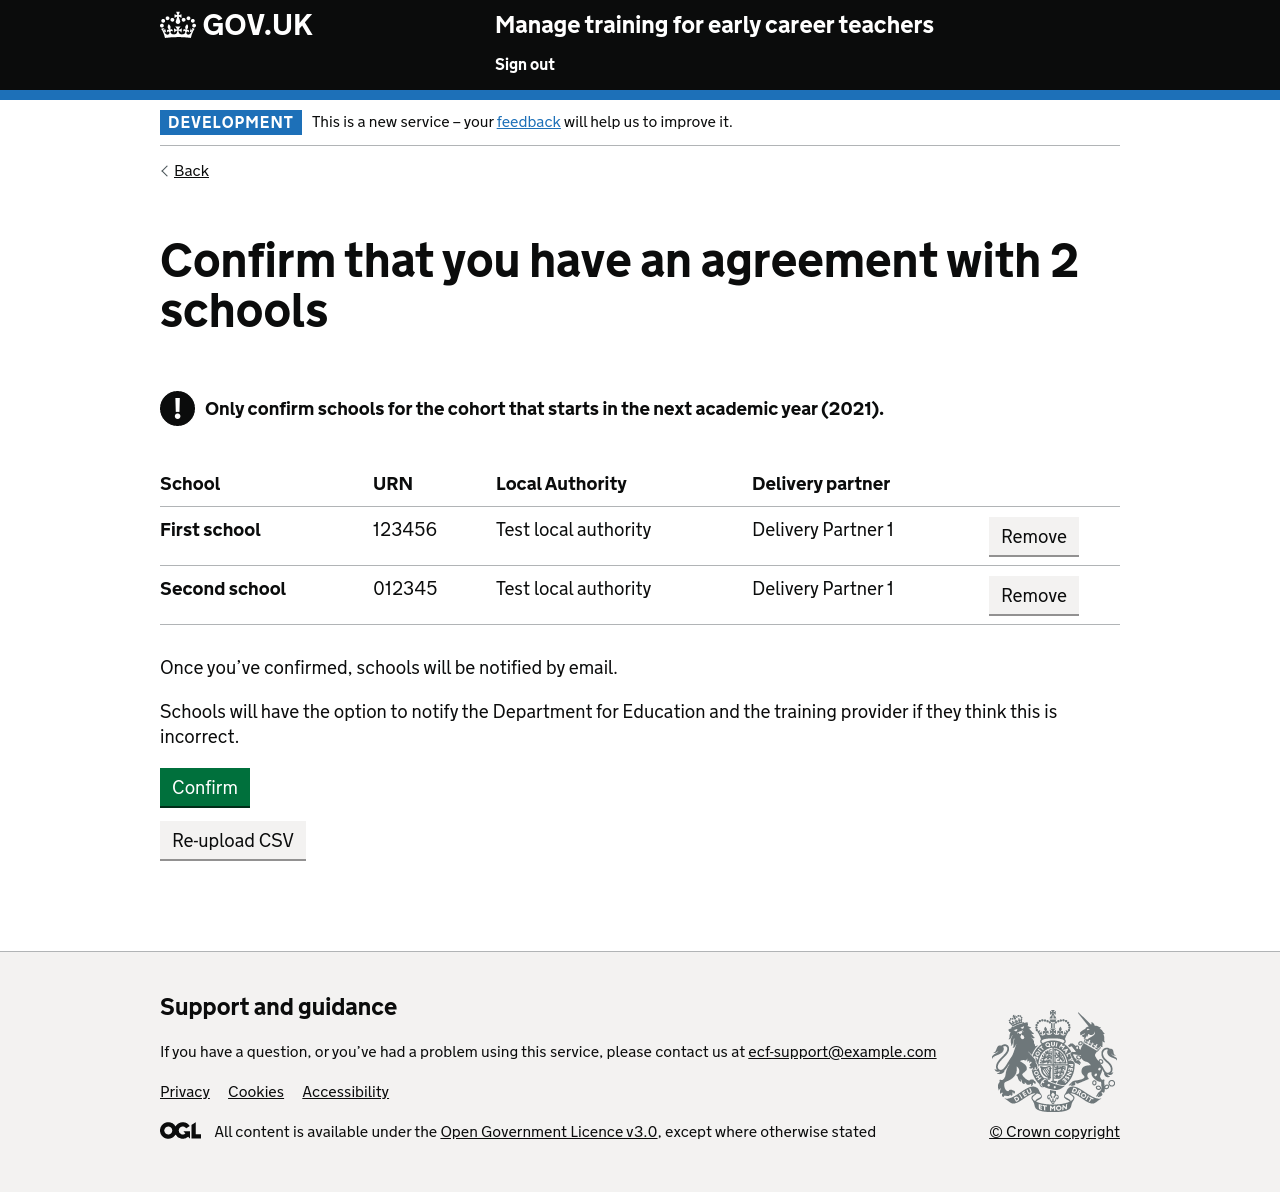 GOV.UK
Manage training for early career teachers
Sign out
DEVELOPMENT This is a new service – your feedback will help us to improve it.
Back
Confirm that you have an agreement with 2
schools
! Only confirm schools for the cohort that starts in the next academic year (2021).
School URN Local Authority Delivery partner
First school 123456 Test local authority Delivery Partner 1 Remove
Second school 012345 Test local authority Delivery Partner 1 Remove
Once you’ve confirmed, schools will be notified by email.
Schools will have the option to notify the Department for Education and the training provider if they think this is
incorrect.
Confirm
Re-upload CSV
Support and guidance
If you have a question, or you’ve had a problem using this service, please contact us at ecf-support@example.com
Privacy Cookies Accessibility
OGL All content is available under the Open Government Licence v3.0, except where otherwise stated
© Crown copyright